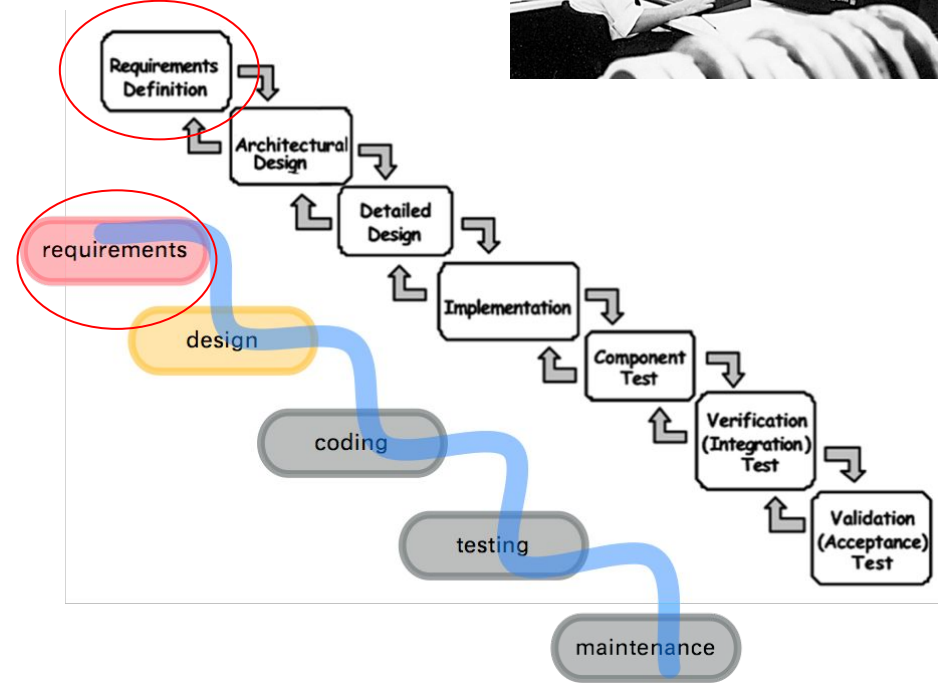 Requirements
Definition
Architectural
Design
Detailed
Design
requirements
Implementation
design
Component
Test
Verification
(Integration)
Test
coding
Validation
(Acceptance)
Test
testing
maintenance